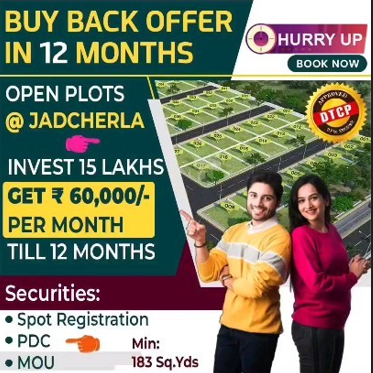 BUY BACK OFFER
IN 12 MONTHS
HURRY UP
BOOK NOW
OPEN PLOTS
@ JADCHERLA
APPROVED
DTCP
INVEST 15 LAKHS
GET ₹ 60,000/-
PER MONTH
TILL 12 MONTHS
Securities:
• Spot Registration
• PDC
• MOU
Min:
183 Sq.Yds